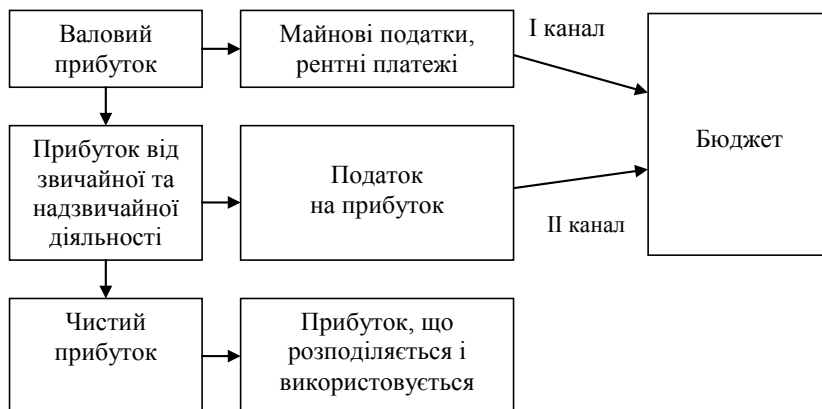 Валовий
прибуток
Майнові податки,
рентні платежі
I канал
Бюджет
Прибуток від
звичайної та
надзвичайної
діяльності
Податок
на прибуток
II канал
Чистий
прибуток
Прибуток, що
розподіляється і
використовується